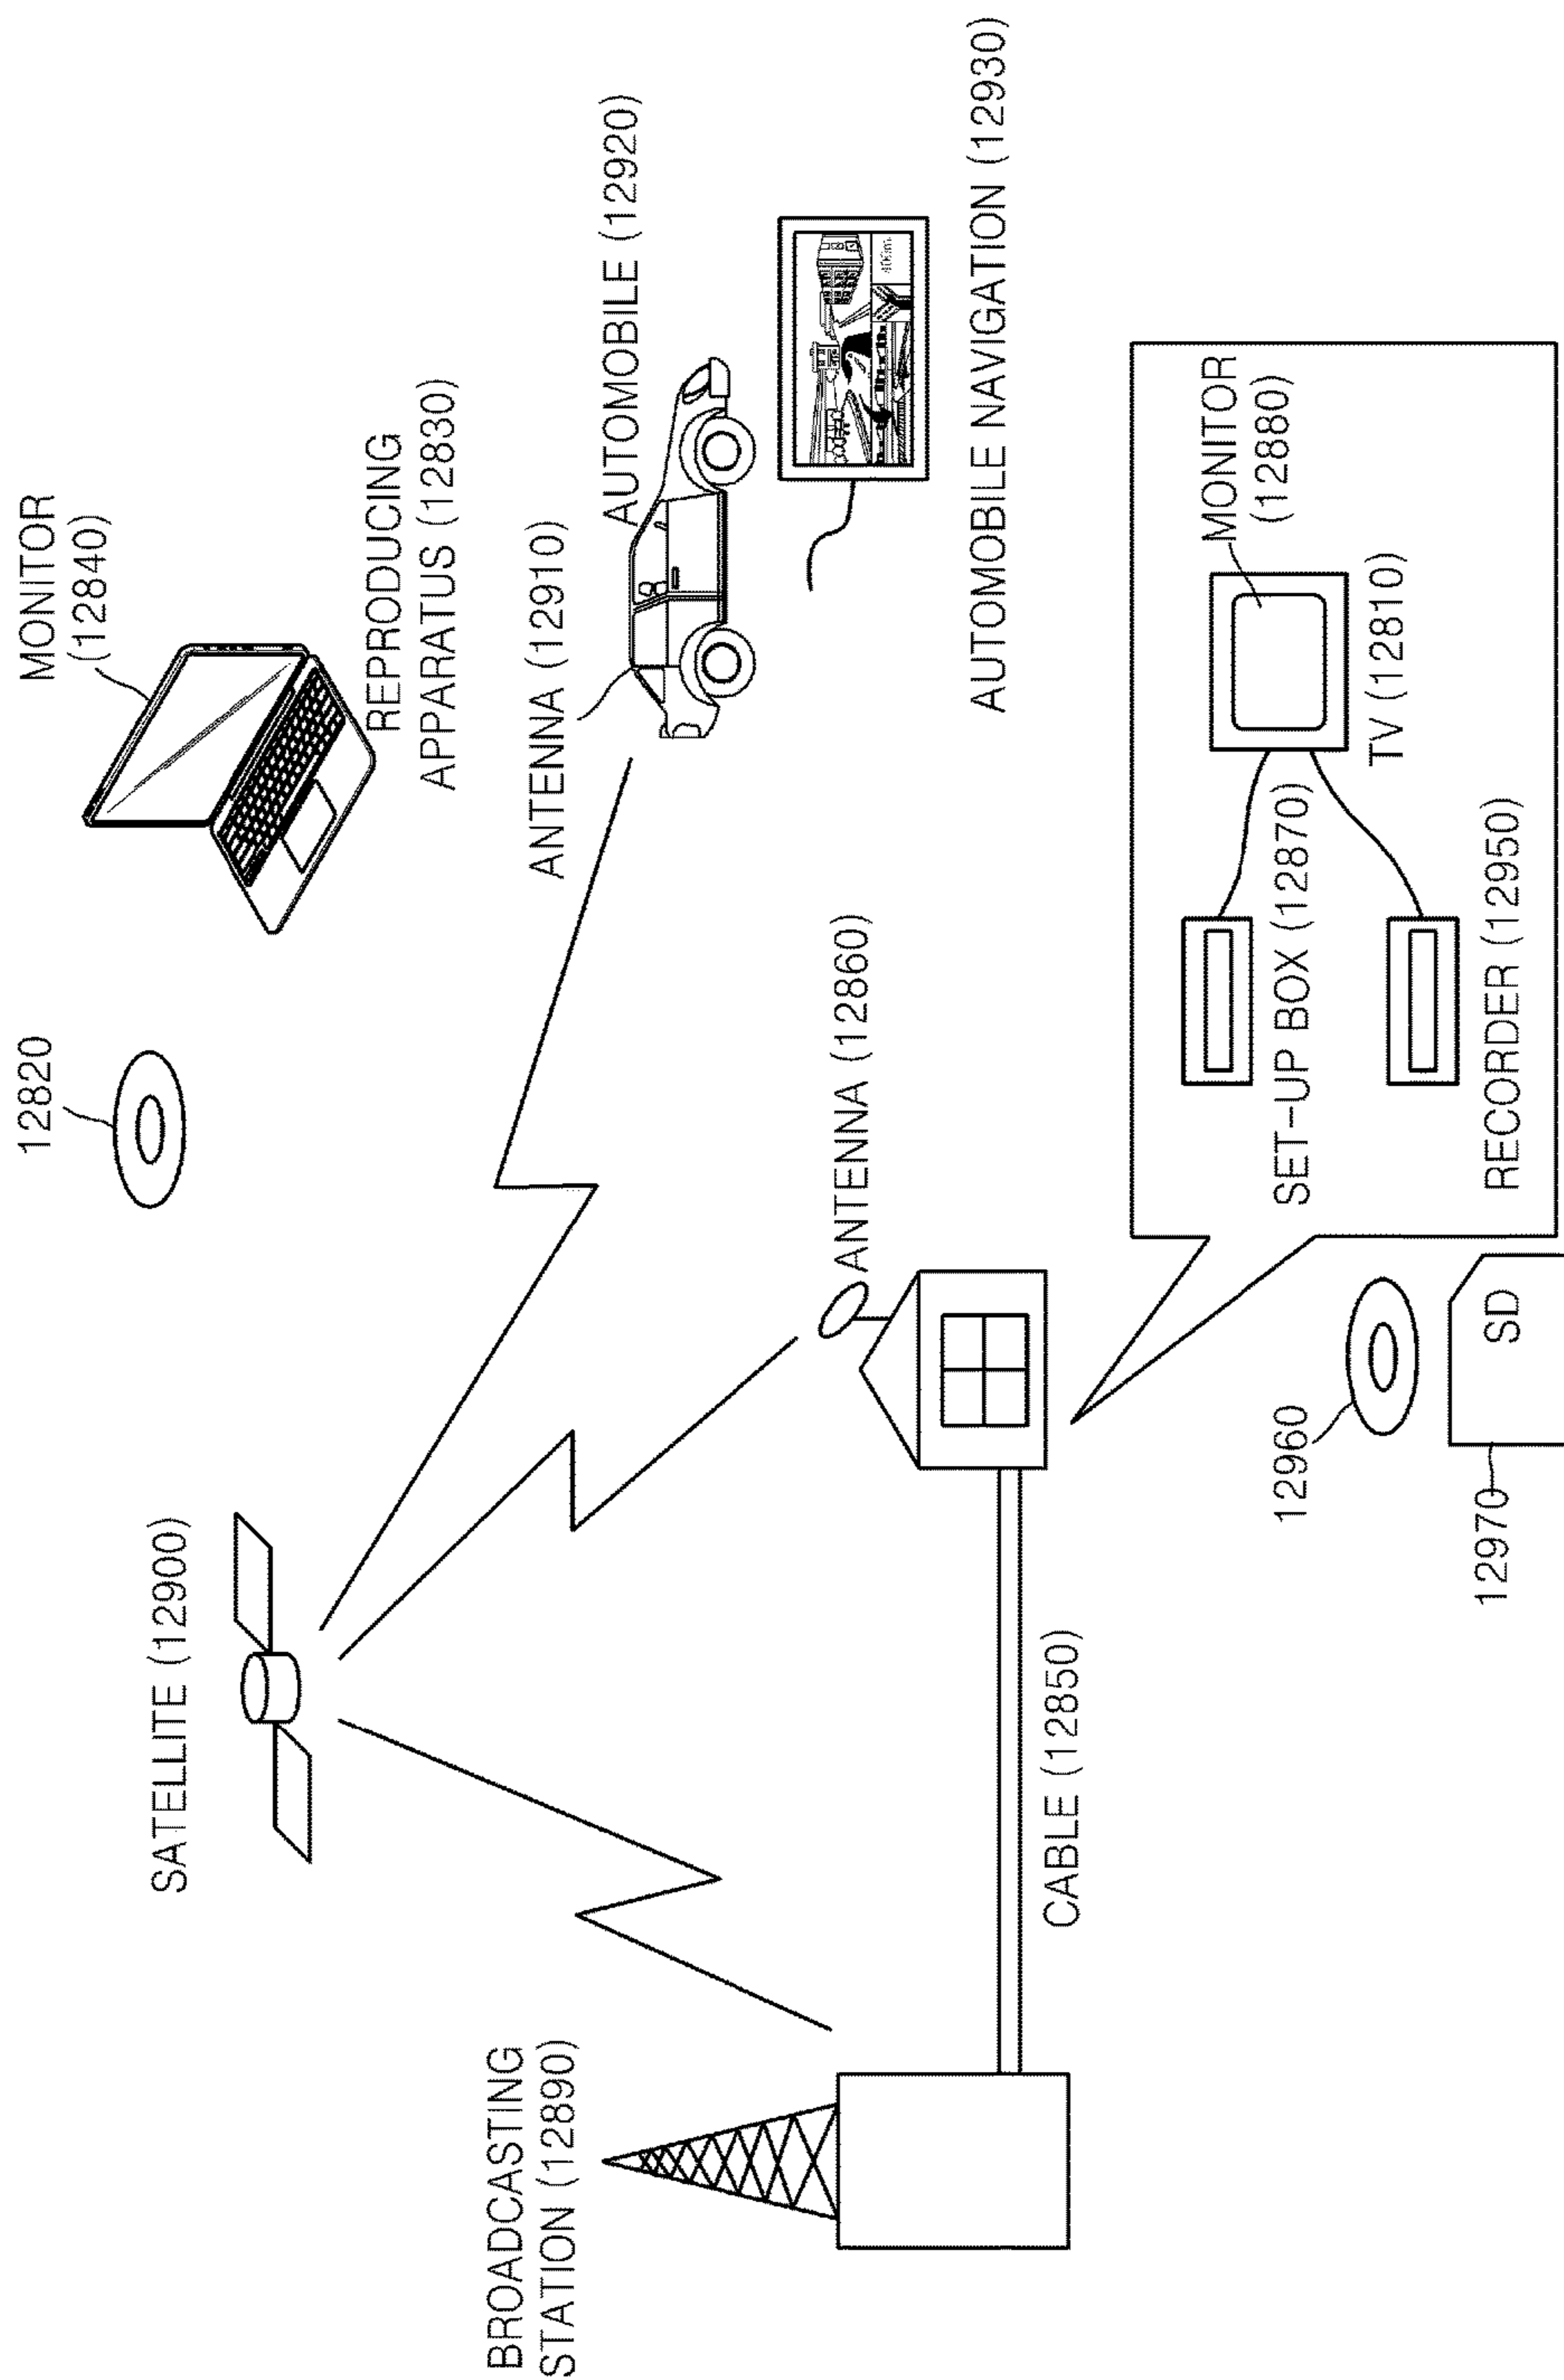 SATELLITE (12900)
12820
MONITOR
(12840)
REPRODUCING
APPARATUS (12830)
BROADCASTING
STATION (12890)
ANTENNA (12910)
AUTOMOBILE (12920)
400m
AUTOMOBILE NAVIGATION (12930)
ANTENNA (12860)
CABLE (12850)
MONITOR
(12880)
SET-UP BOX (12870)
TV (12810)
RECORDER (12950)
12960
SD
12970